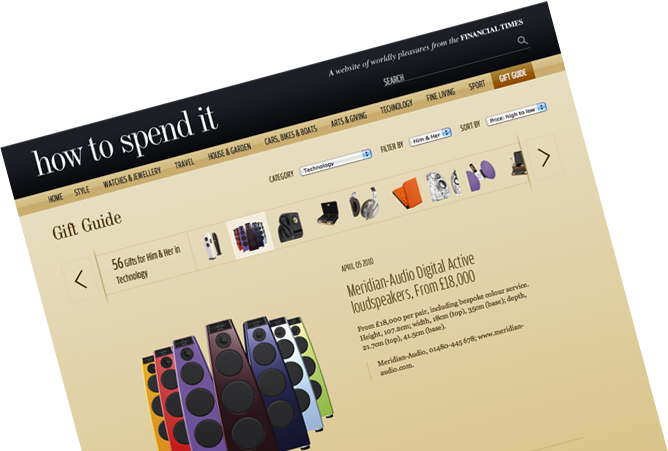 A website of worldly pleasures from the FINANCIAL TIMES
SEARCH
how to spend it
HOME STYLE WATCHES & JEWELLERY TRAVEL HOUSE & GARDEN CARS, BIKES & BOATS ARTS & GIVING TECHNOLOGY FINE LIVING SPORT GIFT GUIDE
CATEGORY Technology FILTER BY Him & Her SORT BY Price: high to low
Gift Guide
56 Gifts for Him & Her in
Technology
APRIL 05 2010
Meridian-Audio Digital Active
loudspeakers, From £18,000
From £18,000 per pair, including bespoke colour service.
Height, 107.2cm; width, 18cm (top), 35cm (base); depth,
21.7cm (top), 41.5cm (base).
Meridian-Audio, 01480-445 678; www.meridian-
audio.com.